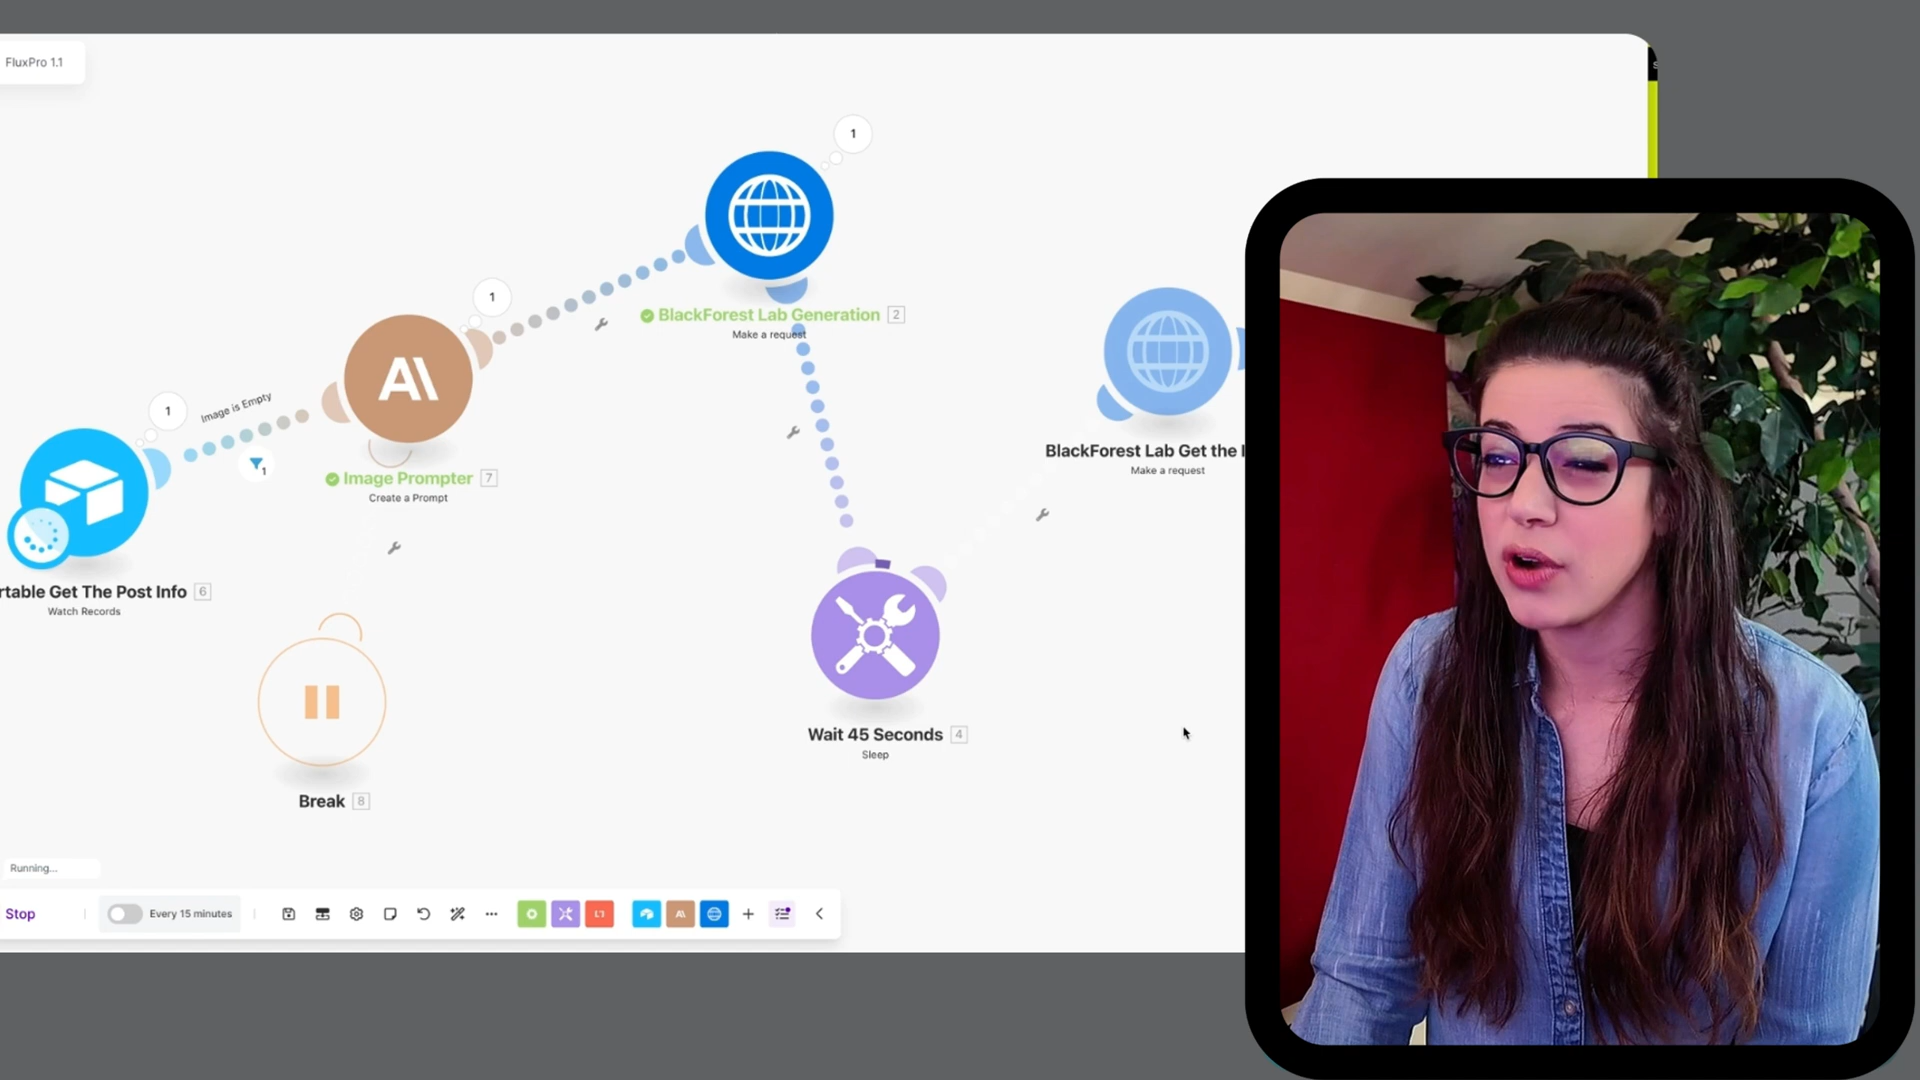 FluxPro 1.1
1
BlackForest Lab Generation 2
Make a request
1
Image is Empty
1
1
Image Prompter 7
Create a Prompt
BlackForest Lab Get the I
Make a request
rtable Get The Post Info 6
Watch Records
Wait 45 Seconds 4
Sleep
Break 8
Running...
Stop
Every 15 minutes